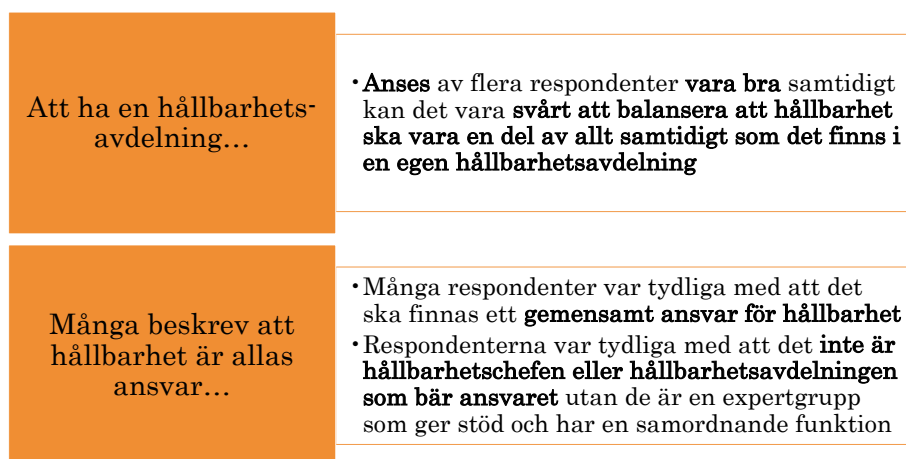 Att ha en hållbarhets-
avdelning…
•Anses av flera respondenter vara bra samtidigt
kan det vara svårt att balansera att hållbarhet
ska vara en del av allt samtidigt som det finns i
en egen hållbarhetsavdelning
Många beskrev att
hållbarhet är allas
ansvar…
•Många respondenter var tydliga med att det
ska finnas ett gemensamt ansvar för hållbarhet
•Respondenterna var tydliga med att det inte är
hållbarhetschefen eller hållbarhetsavdelningen
som bär ansvaret utan de är en expertgrupp
som ger stöd och har en samordnande funktion